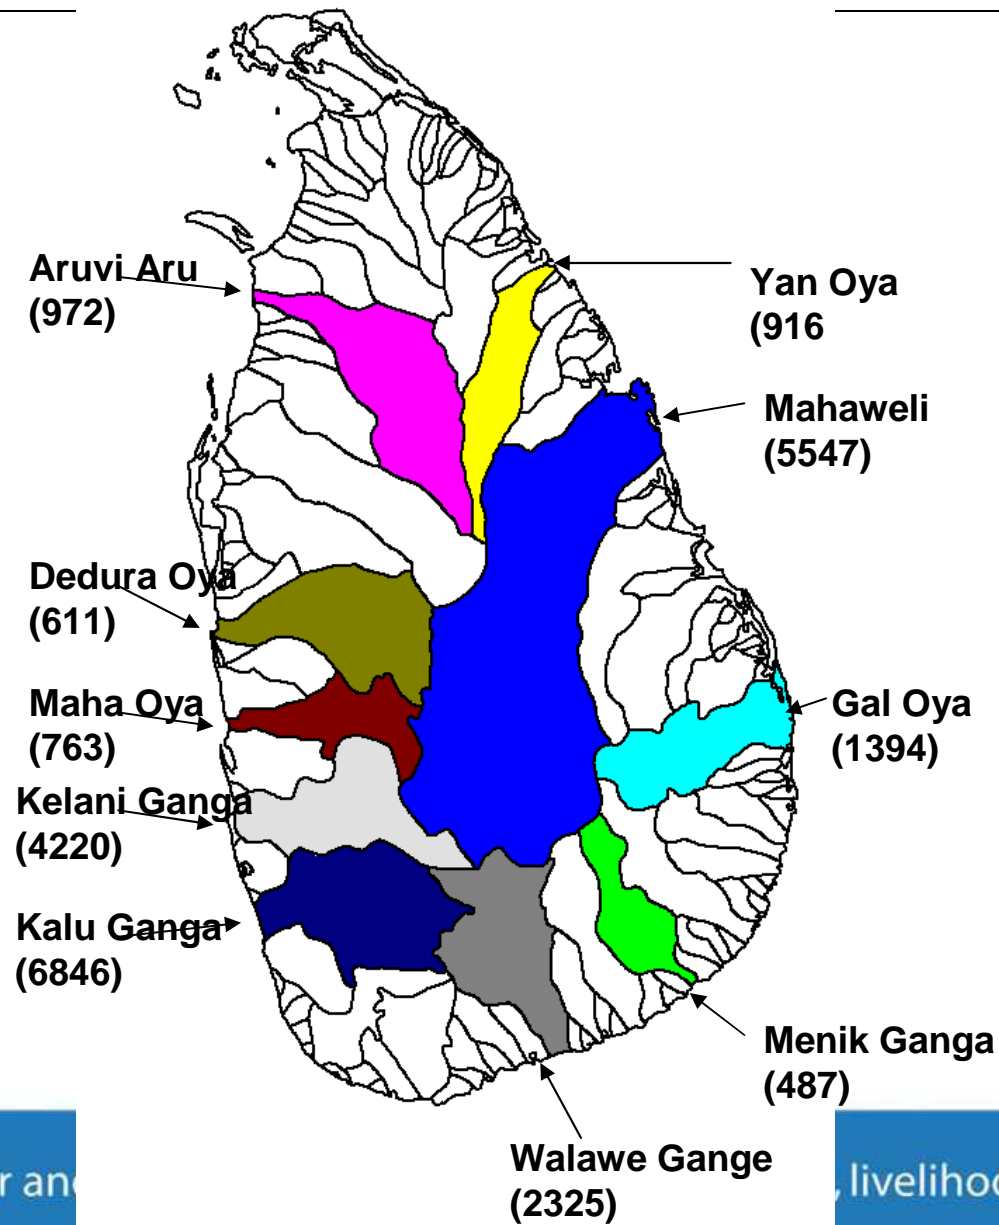 Aruvi Aru
(972)
Yan Oya
(916
Mahaweli
(5547)
Dedura Oya
(611)
Maha Oya
(763)
Gal Oya
(1394)
Kelani Ganga
(4220)
Kalu Ganga
(6846)
Menik Ganga
(487)
Walawe Gange
(2325)
r an
, livelihoo